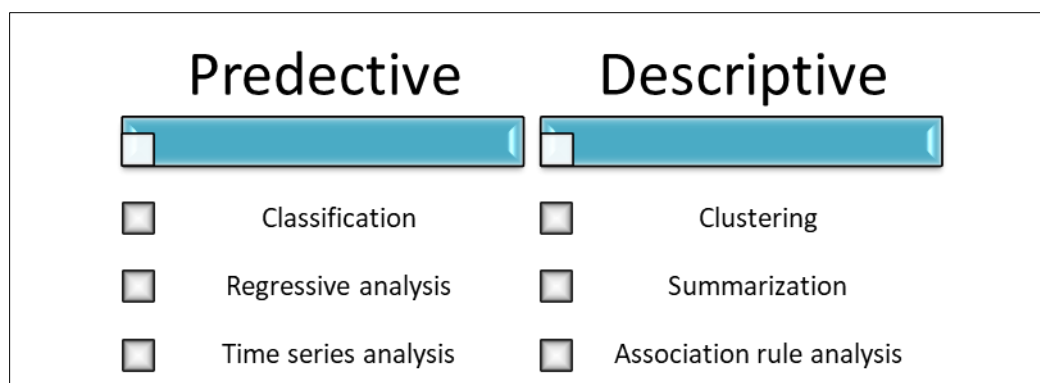 Predective
Classification
Regressive analysis
Time series analysis
Descriptive
Clustering
Summarization
Association rule analysis